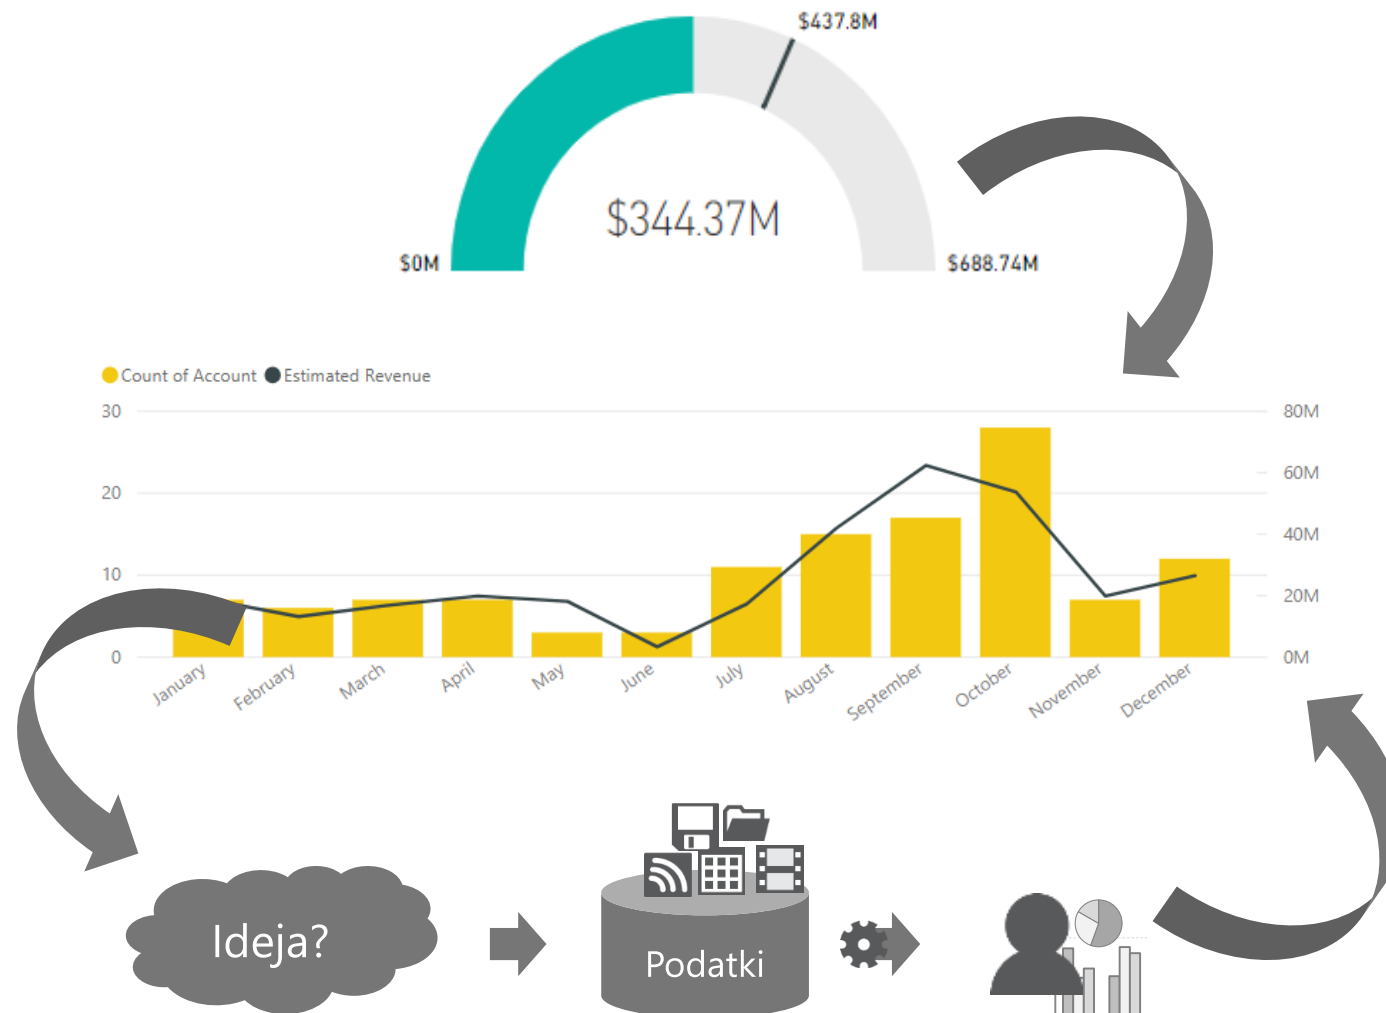 $437.8M
$344.37M
$0M
$688.74M
Count of Account Estimated Revenue
30
80M
60M
20
40M
10
20M
0
0M
January February March April May June July August September October November December
Ideja?
Podatki